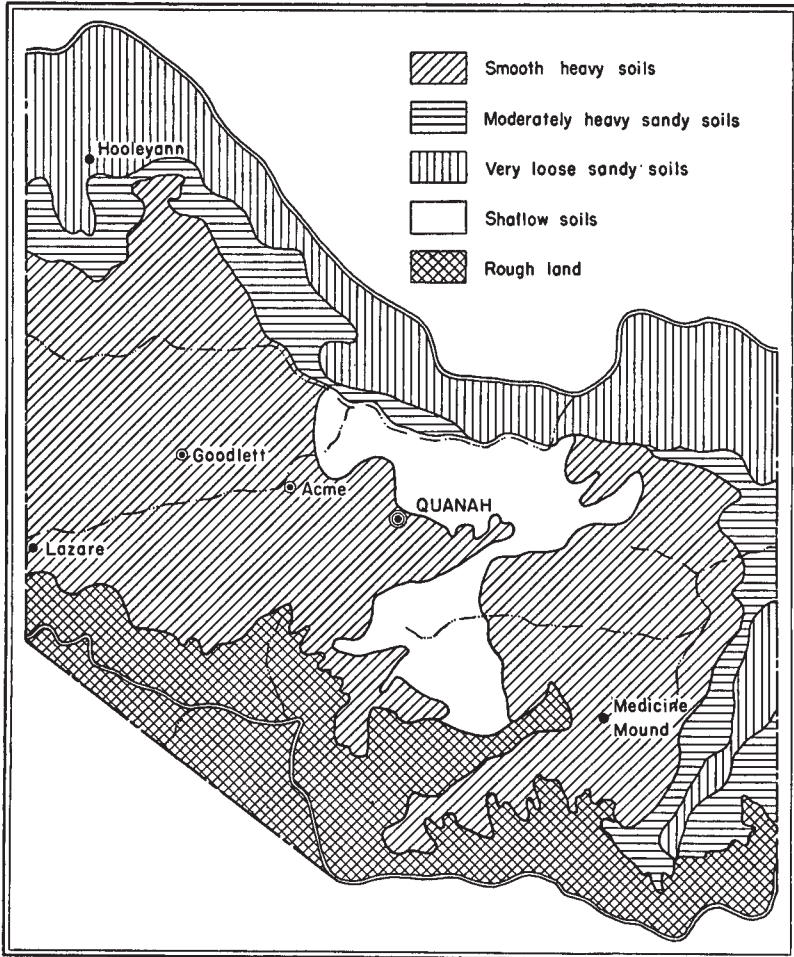 Smooth heavy soils
Moderately heavy sandy soils
Very loose sandy soils
Shallow soils
Rough land
Hooleyann
Goodlett
Acme
QUANAH
Lazare
Medicine
Mound